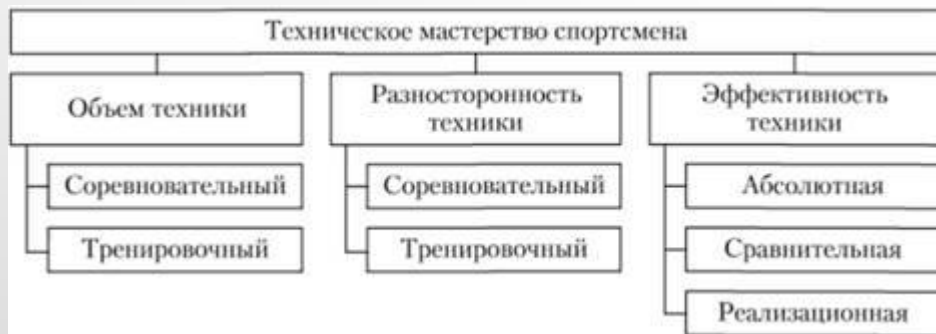 Техническое мастерство спортсмена
Объем техники
Соревновательный
Тренировочный
Разносторонность
техники
Соревновательный
Тренировочный
Эффективность
техники
Абсолютная
Сравнительная
Реализационная